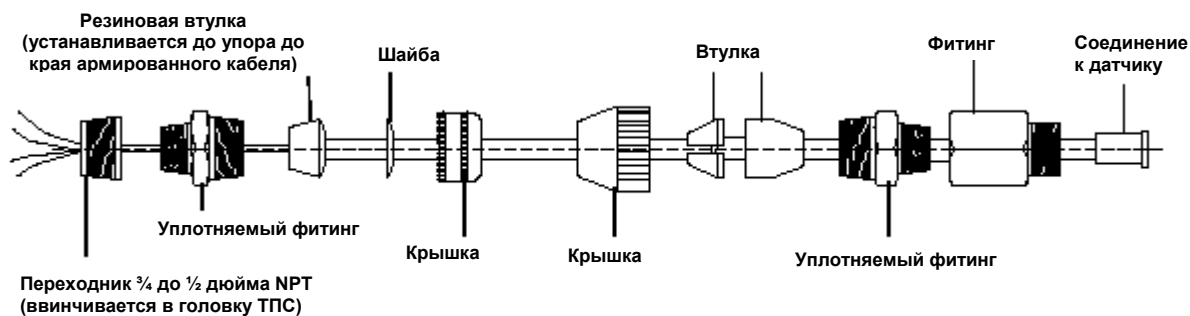 Резиновая втулка
(устанавливается до упора до
края армированного кабеля)
Шайба
Втулка
Фитинг
Соединение
к датчику
Уплотняемый фитинг
Крышка
Крышка
Уплотняемый фитинг
Переходник ¾ до ½ дюйма NPT
(ввинчивается в головку ТПС)